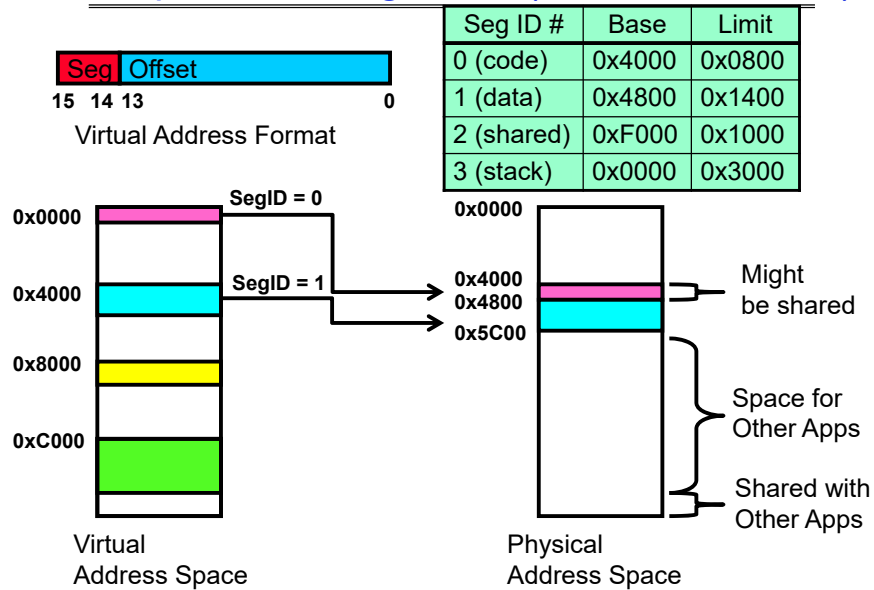 Seg ID # Base Limit
0 (code) 0x4000 0x0800
1 (data) 0x4800 0x1400
2 (shared) 0xF000 0x1000
3 (stack) 0x0000 0x3000
Seg Offset
15 14 13 0
Virtual Address Format
SegID = 0
SegID = 1
0x0000
0x4000
0x8000
0xC000
Virtual
Address Space
0x0000
0x4000
0x4800
0x5C00
Physical
Address Space
Might
be shared
Space for
Other Apps
Shared with
Other Apps